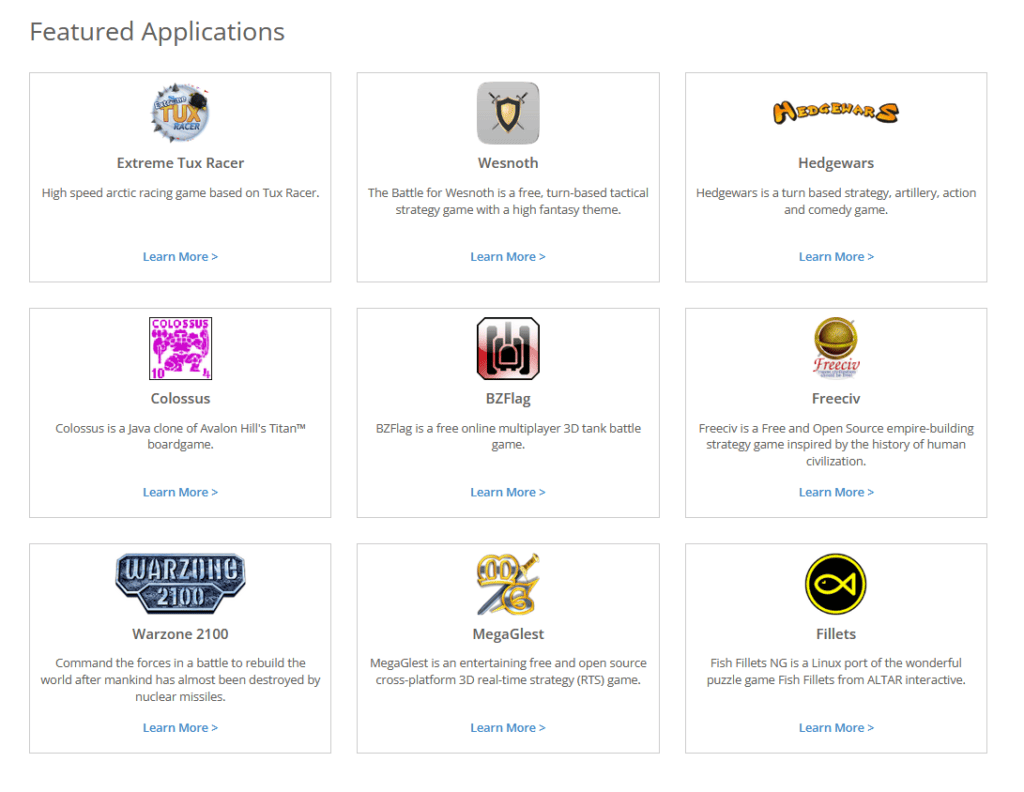 Featured Applications
EXTREME
TUX
RACER
Extreme Tux Racer
High speed arctic racing game based on Tux Racer.
Learn More >
Wesnoth
The Battle for Wesnoth is a free, turn-based tactical
strategy game with a high fantasy theme.
Learn More >
HEDGEWARS
Hedgewars
Hedgewars is a turn based strategy, artillery, action
and comedy game.
Learn More >
COLOSSUS
10 4
Colossus
Colossus is a Java clone of Avalon Hill's Titan™
boardgame.
Learn More >
BZFlag
BZFlag is a free online multiplayer 3D tank battle
game.
Learn More >
Freeciv
Freeciv
Freeciv is a Free and Open Source empire-building
strategy game inspired by the history of human
civilization.
Learn More >
WARZONE
2100
Warzone 2100
Command the forces in a battle to rebuild the
world after mankind has almost been destroyed by
nuclear missiles.
Learn More >
MG
MegaGlest
MegaGlest is an entertaining free and open source
cross-platform 3D real-time strategy (RTS) game.
Learn More >
Fillets
Fish Fillets NG is a Linux port of the wonderful
puzzle game Fish Fillets from ALTAR interactive.
Learn More >